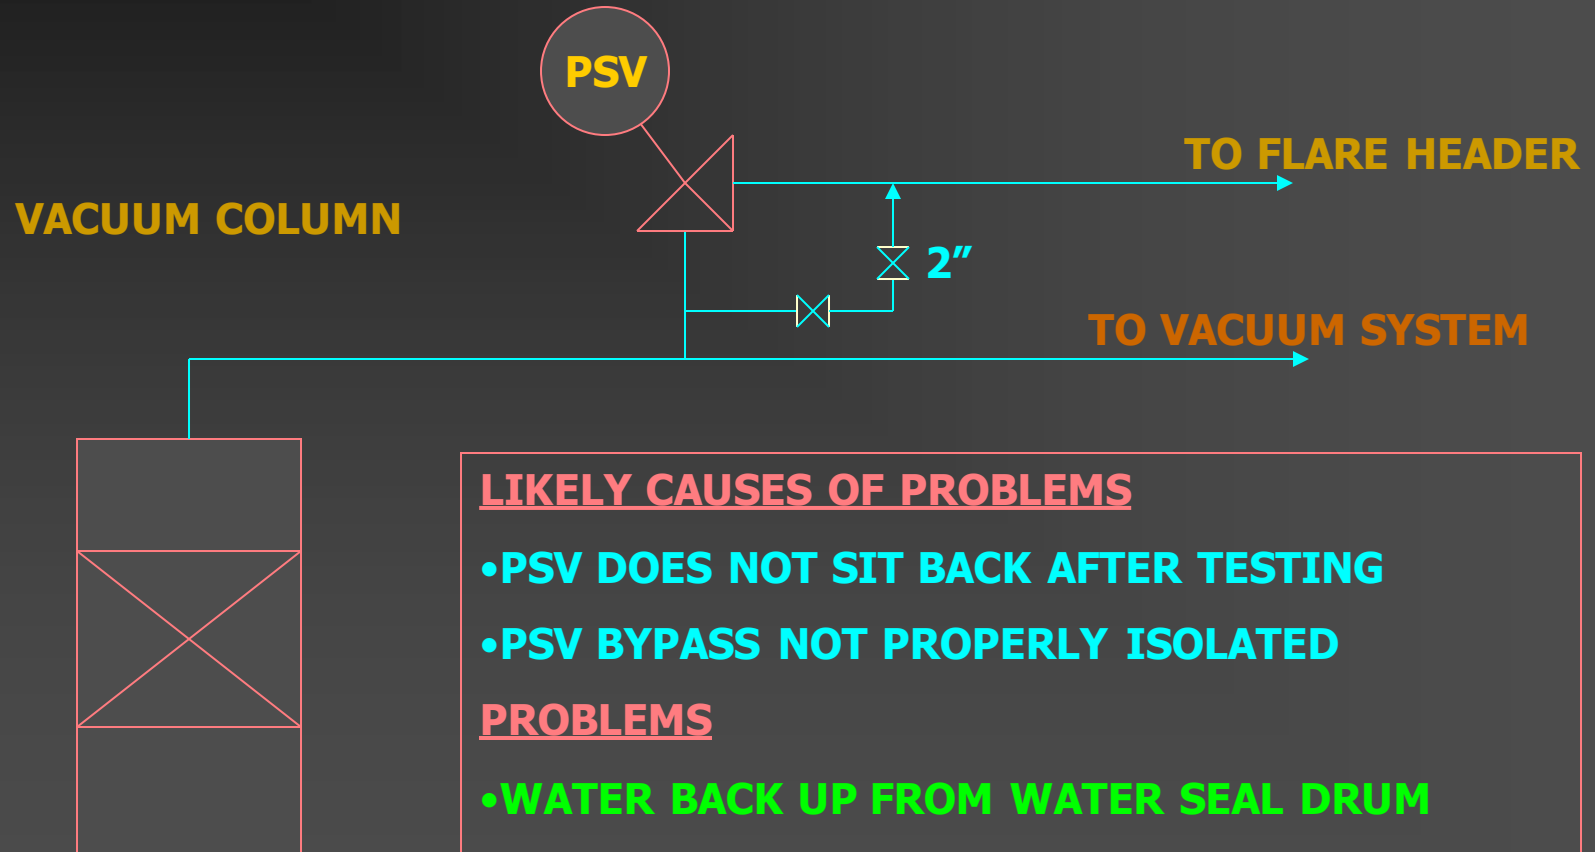 PSV
TO FLARE HEADER
VACUUM COLUMN
2”
TO VACUUM SYSTEM
LIKELY CAUSES OF PROBLEMS
•PSV DOES NOT SIT BACK AFTER TESTING
•PSV BYPASS NOT PROPERLY ISOLATED
PROBLEMS
•WATER BACK UP FROM WATER SEAL DRUM